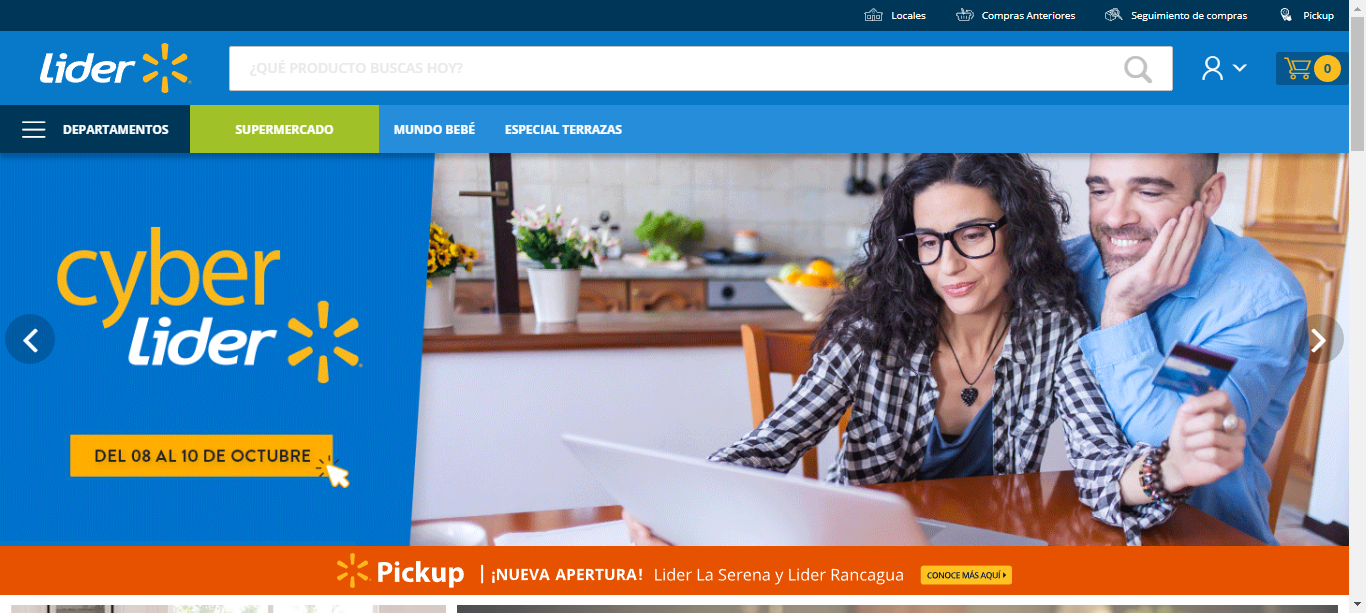 Locales
Compras Anteriores
Seguimiento de compras
Pickup
Lider
¿QUÉ PRODUCTO BUSCAS HOY?
0
DEPARTAMENTOS
SUPERMERCADO
MUNDO BEBÉ
ESPECIAL TERRAZAS
cyber
lider
DEL 08 AL 10 DE OCTUBRE
Pickup | ¡NUEVA APERTURA! Lider La Serena y Lider Rancagua
CONOCE MÁS AQUÍ